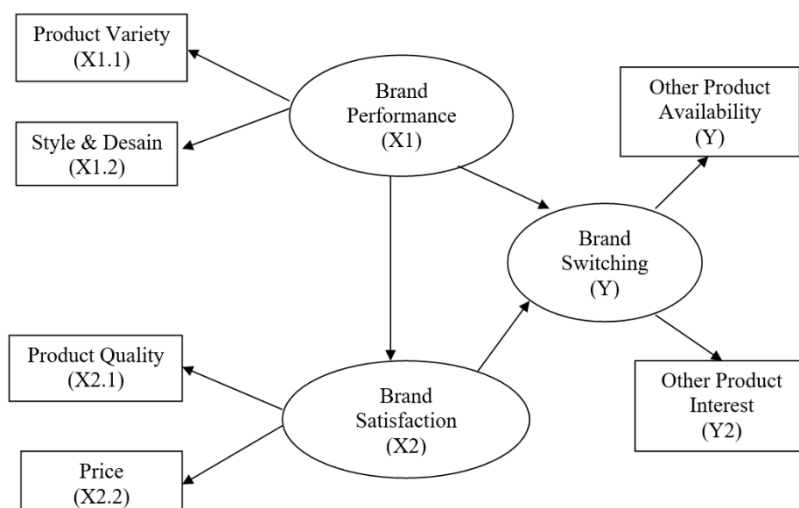 Product Variety
(X1.1)
Style & Desain
(X1.2)
Brand
Performance
(X1)
Other Product
Availability
(Y)
Brand
Switching
(Y)
Product Quality
(X2.1)
Price
(X2.2)
Brand
Satisfaction
(X2)
Other Product
Interest
(Y2)